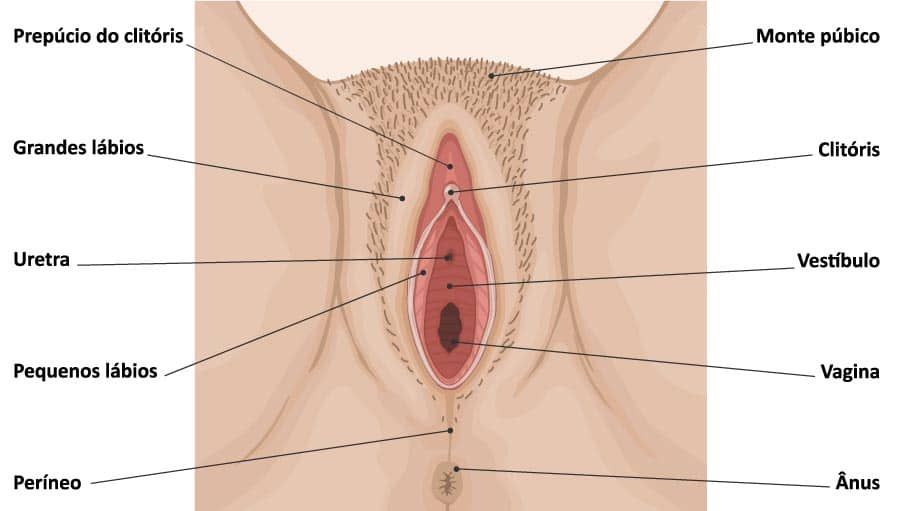 Prepúcio do clitóris
Monte púbico
Grandes lábios
Clitóris
Uretra
Vestíbulo
Pequenos lábios
Vagina
Períneo
Ânus